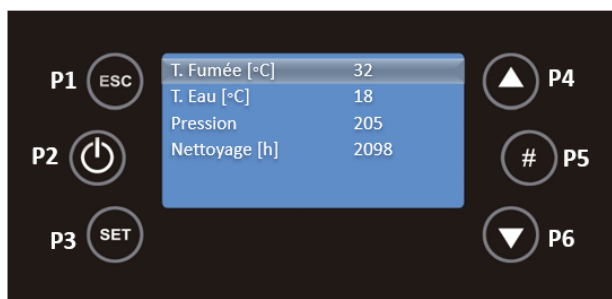 P1 ESC
P2
P3 SET
T. Fumée [°C] 32
T. Eau [°C] 18
Pression 205
Nettoyage [h] 2098
P4
# P5
P6